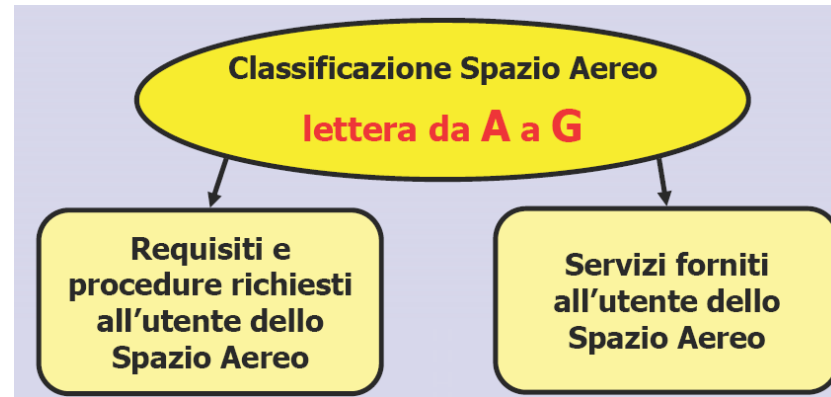 Classificazione Spazio Aereo
lettera da A a G
Requisiti e
procedure richiesti
all’utente dello
Spazio Aereo
Servizi forniti
all’utente dello
Spazio Aereo